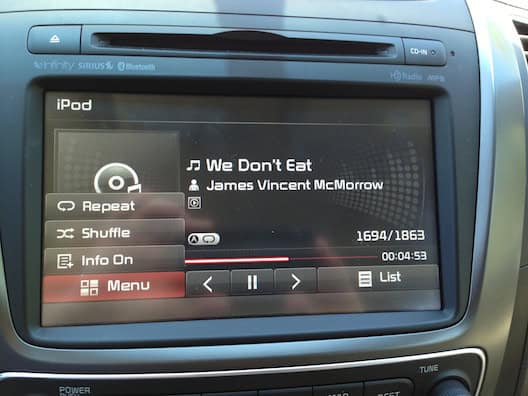 CD-IN
infinity SIRIUS Bluetooth
HD Radio MP3
iPod
We Don't Eat
James Vincent McMorrow
Repeat
Shuffle
A
1694/1863
Info On
00:04:53
Menu
List
TUNE
POWER